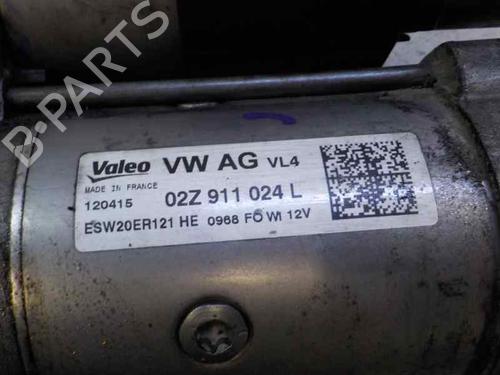 B-PARTS
Valeo VW AG VL4
MADE IN FRANCE
120415 02Z 911 024 L
ESW20ER121 HE 0968 FO WI 12V